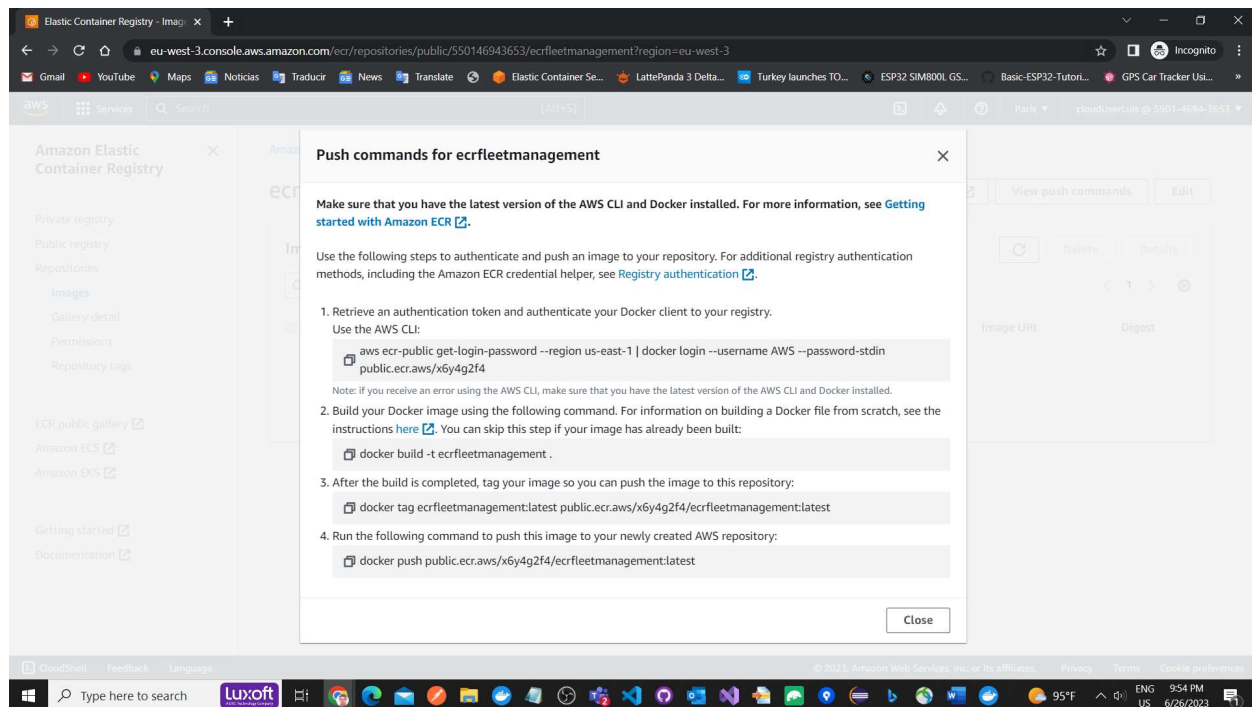 Elastic Container Registry - Imag
eu-west-3.console.aws.amazon.com/ecr/repositories/public/550146943653/ecrfleetmanagement?region=eu-west-3
Incognito
Gmail YouTube Maps Noticias Traducir News Translate Elastic Container Se... LattePanda 3 Delta... Turkey launches TO... ESP32 SIM800L GS... Basic-ESP32-Tutori... GPS Car Tracker Usi... »
aws Services Search [Alt+S] Paris cloudUserLuis @ 5501-4694-3653
Amazon Elastic
Container Registry
Private registry
Public registry
Repositories
Images
Gallery detail
Permissions
Repository tags
ECR public gallery
Amazon ECS
Amazon EKS
Getting started
Documentation
Amaz
ecr
View push commands
Edit
Im
Delete
Details
1
Image URI
Digest
Push commands for ecrfleetmanagement
Make sure that you have the latest version of the AWS CLI and Docker installed. For more information, see Getting
started with Amazon ECR.
Use the following steps to authenticate and push an image to your repository. For additional registry authentication
methods, including the Amazon ECR credential helper, see Registry authentication.
1. Retrieve an authentication token and authenticate your Docker client to your registry.
Use the AWS CLI:
aws ecr-public get-login-password --region us-east-1 | docker login --username AWS --password-stdin
public.ecr.aws/x6y4g2f4
Note: if you receive an error using the AWS CLI, make sure that you have the latest version of the AWS CLI and Docker installed.
2. Build your Docker image using the following command. For information on building a Docker file from scratch, see the
instructions here. You can skip this step if your image has already been built:
docker build -t ecrfleetmanagement .
3. After the build is completed, tag your image so you can push the image to this repository:
docker tag ecrfleetmanagement:latest public.ecr.aws/x6y4g2f4/ecrfleetmanagement:latest
4. Run the following command to push this image to your newly created AWS repository:
docker push public.ecr.aws/x6y4g2f4/ecrfleetmanagement:latest
Close
CloudShell Feedback Language © 2023, Amazon Web Services, Inc. or its affiliates. Privacy Terms Cookie preferences
Type here to search
Luxoft
95°F
ENG
US
9:54 PM
6/26/2023